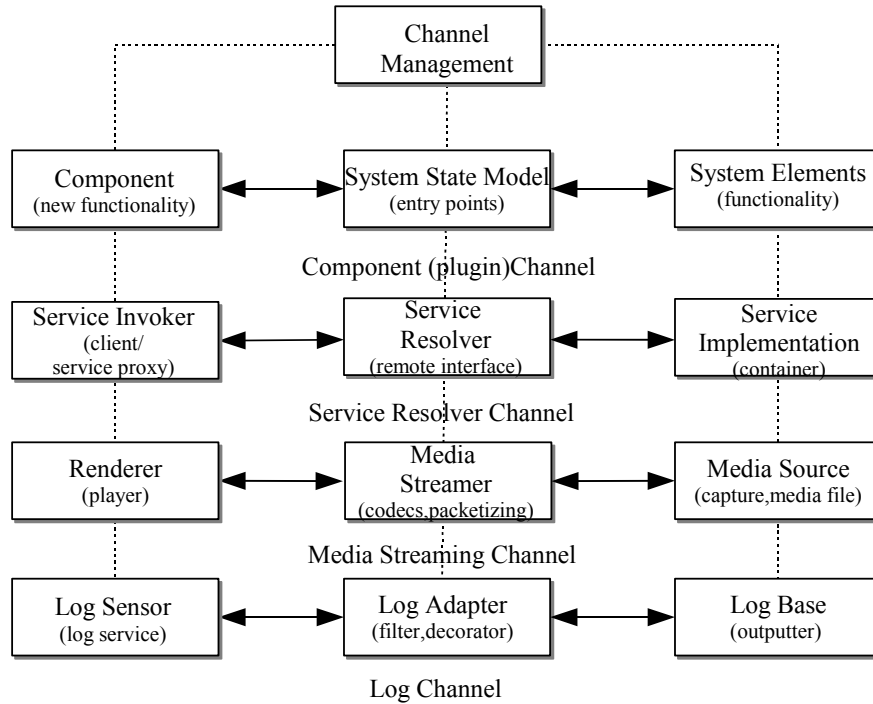 Channel
Management
Component
(new functionality)
System State Model
(entry points)
System Elements
(functionality)
Component (plugin)Channel
Service Invoker
(client/
service proxy)
Service
Resolver
(remote interface)
Service
Implementation
(container)
Service Resolver Channel
Renderer
(player)
Media
Streamer
(codecs,packetizing)
Media Source
(capture,media file)
Media Streaming Channel
Log Sensor
(log service)
Log Adapter
(filter,decorator)
Log Base
(outputter)
Log Channel